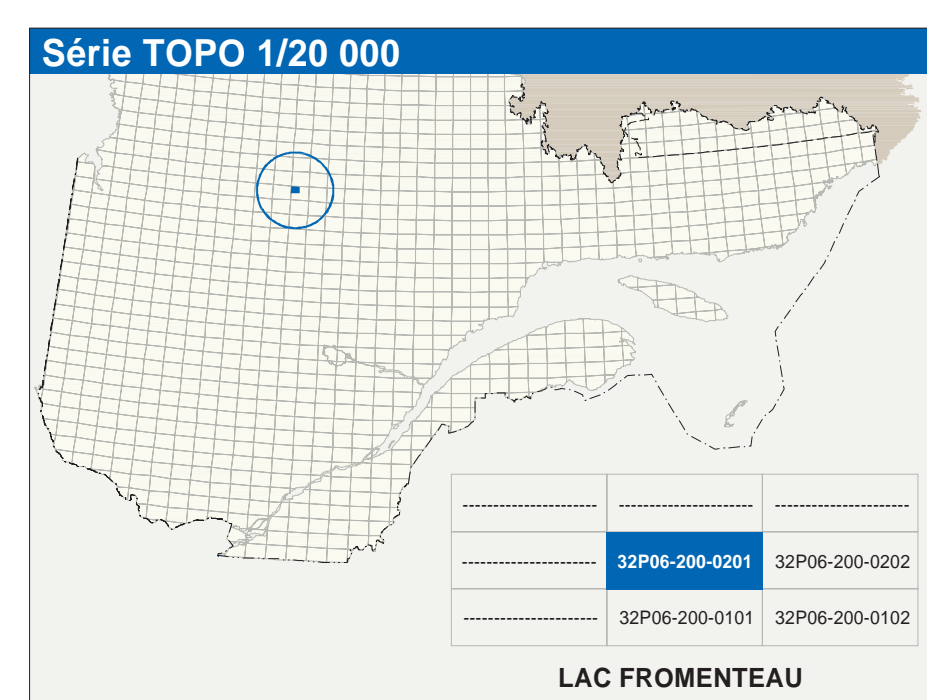 Série TOPO 1/20 000
-------------------- -------------------- --------------------
-------------------- 32P06-200-0201 32P06-200-0202
-------------------- 32P06-200-0101 32P06-200-0102
LAC FROMENTEAU